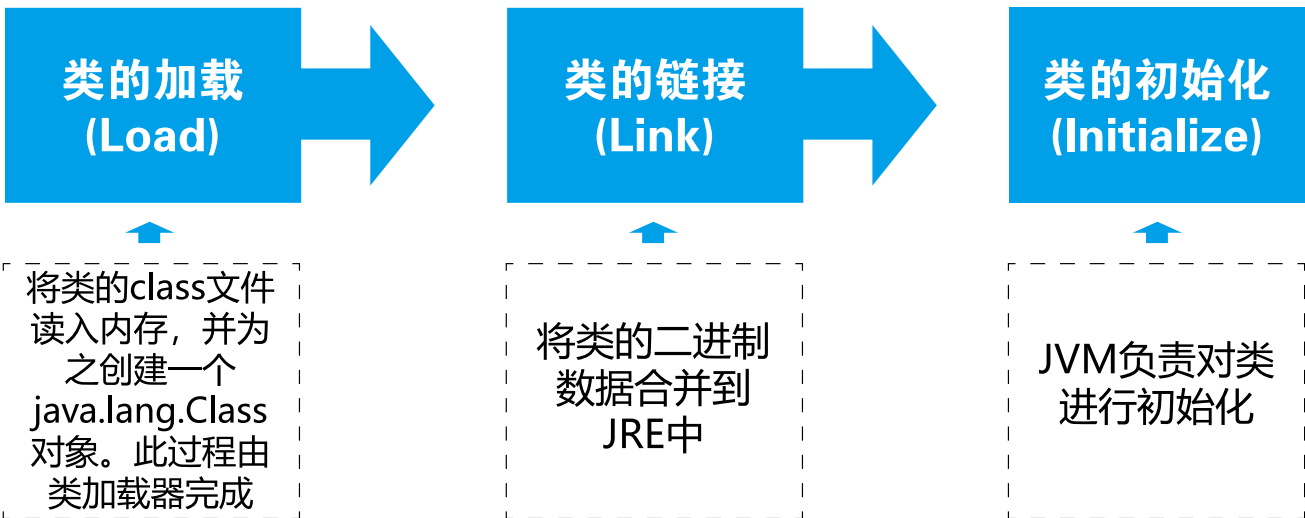 类的加载
(Load)
类的链接
(Link)
类的初始化
(Initialize)
将类的class文件
读入内存，并为
之创建一个
java.lang.Class
对象。此过程由
类加载器完成
将类的二进制
数据合并到
JRE中
JVM负责对类
进行初始化